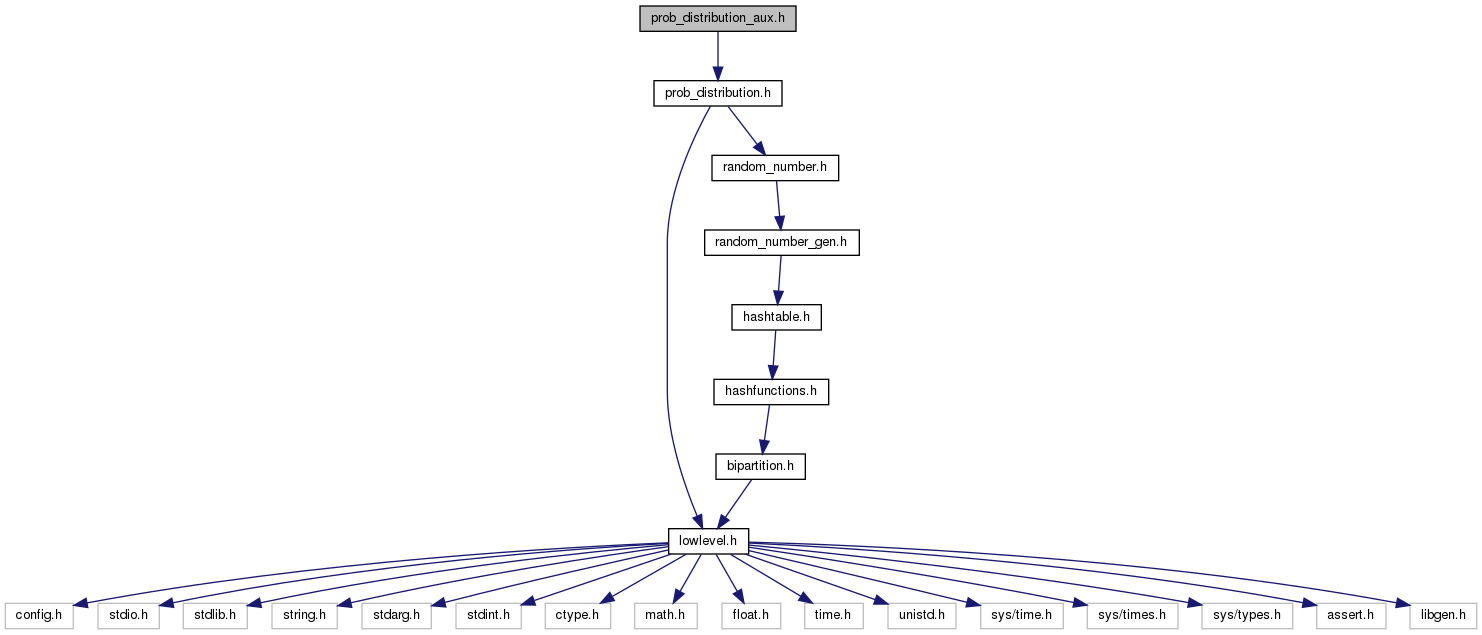 prob_distribution_aux.h
prob_distribution.h
random_number.h
random_number_gen.h
hashtable.h
hashfunctions.h
bipartition.h
lowlevel.h
config.h
stdio.h
stdlib.h
string.h
stdarg.h
stdint.h
ctype.h
math.h
float.h
time.h
unistd.h
sys/time.h
sys/times.h
sys/types.h
assert.h
libgen.h